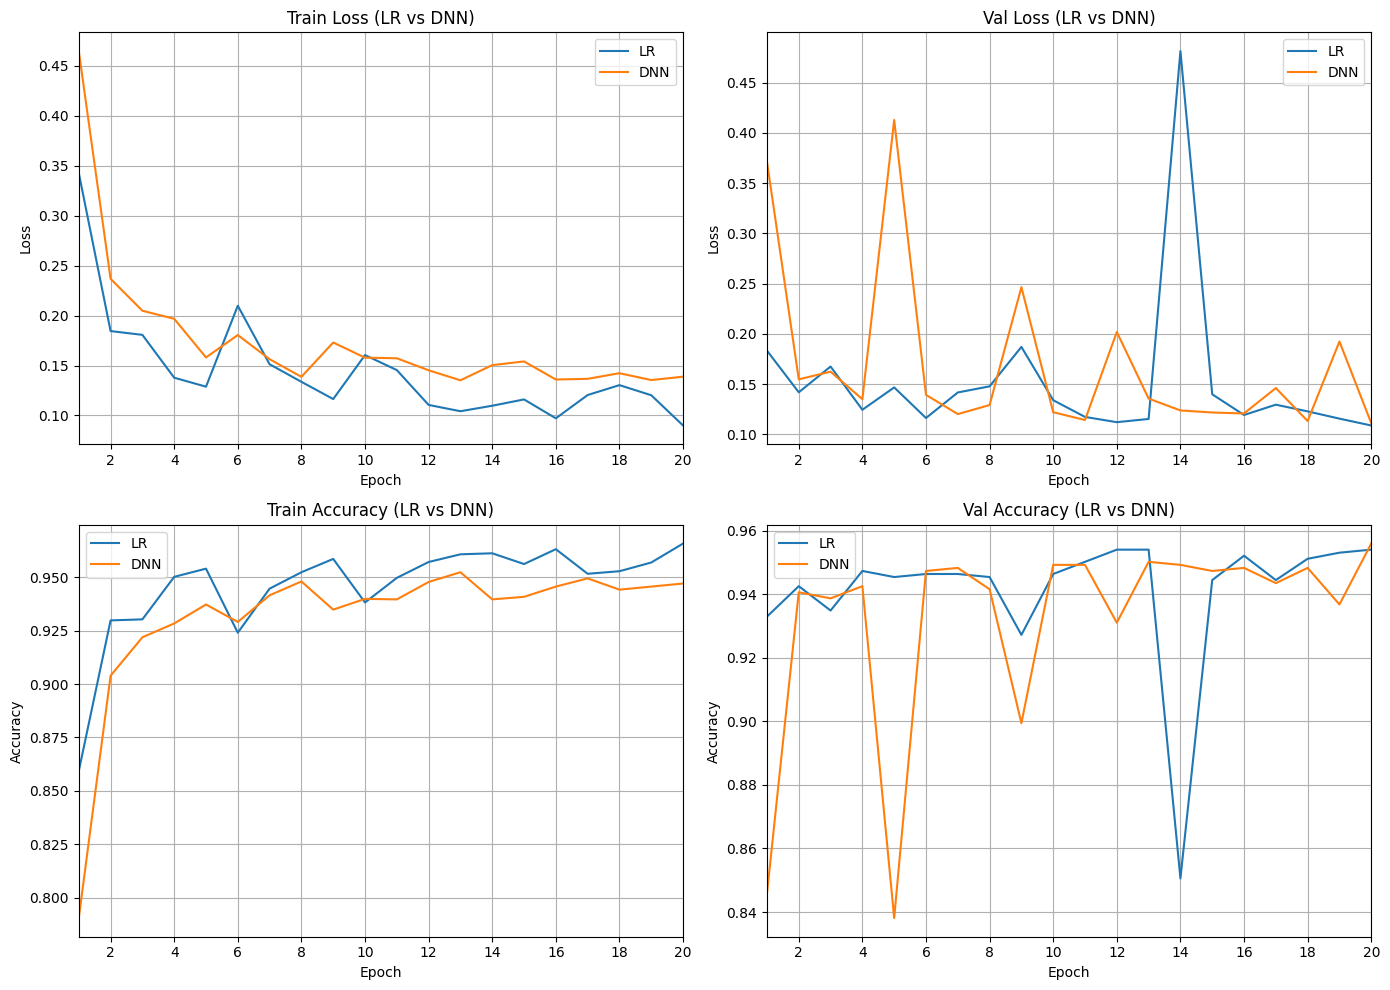 Train Loss (LR vs DNN)
Loss
0.45
0.40
0.35
0.30
0.25
0.20
0.15
0.10
LR
DNN
2 4 6 8 10 12 14 16 18 20
Epoch
Val Loss (LR vs DNN)
Loss
0.45
0.40
0.35
0.30
0.25
0.20
0.15
0.10
LR
DNN
2 4 6 8 10 12 14 16 18 20
Epoch
Train Accuracy (LR vs DNN)
Accuracy
0.950
0.925
0.900
0.875
0.850
0.825
0.800
LR
DNN
2 4 6 8 10 12 14 16 18 20
Epoch
Val Accuracy (LR vs DNN)
Accuracy
0.96
0.94
0.92
0.90
0.88
0.86
0.84
LR
DNN
2 4 6 8 10 12 14 16 18 20
Epoch